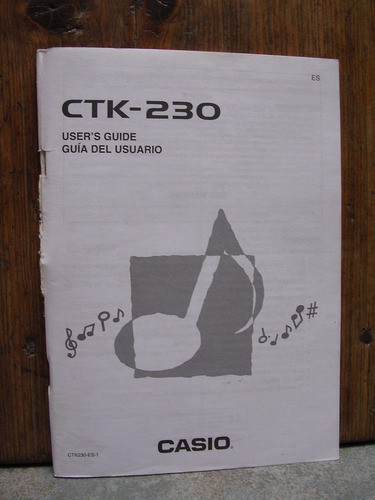 ES
CTK-230
USER'S GUIDE
GUÍA DEL USUARIO
CTK230-ES-1
CASIO